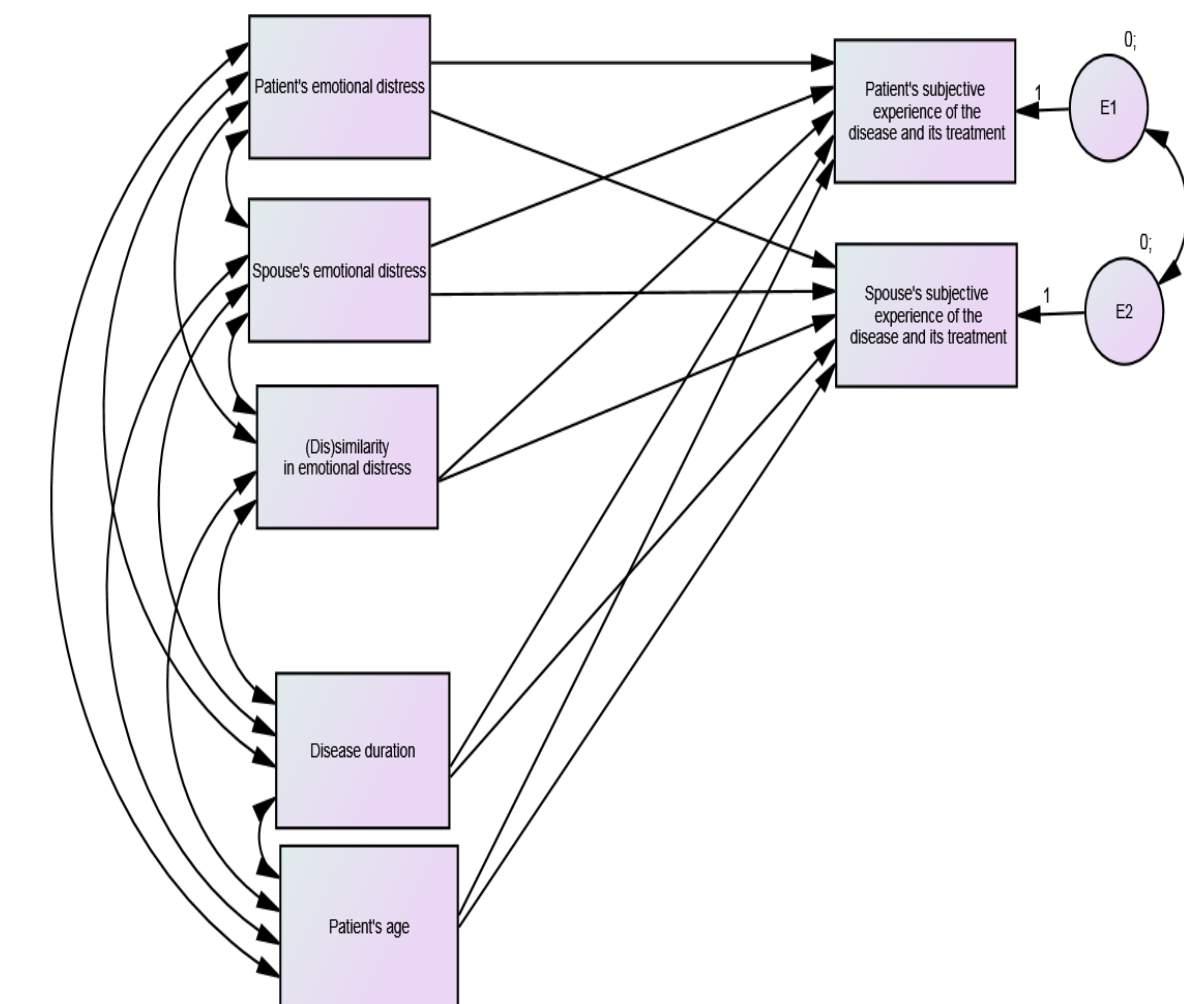 Patient's emotional distress
Patient's subjective
experience of the
disease and its treatment
1
0;
E1
Spouse's emotional distress
Spouse's subjective
experience of the
disease and its treatment
1
0;
E2
(Dis)similarity
in emotional distress
Disease duration
Patient's age